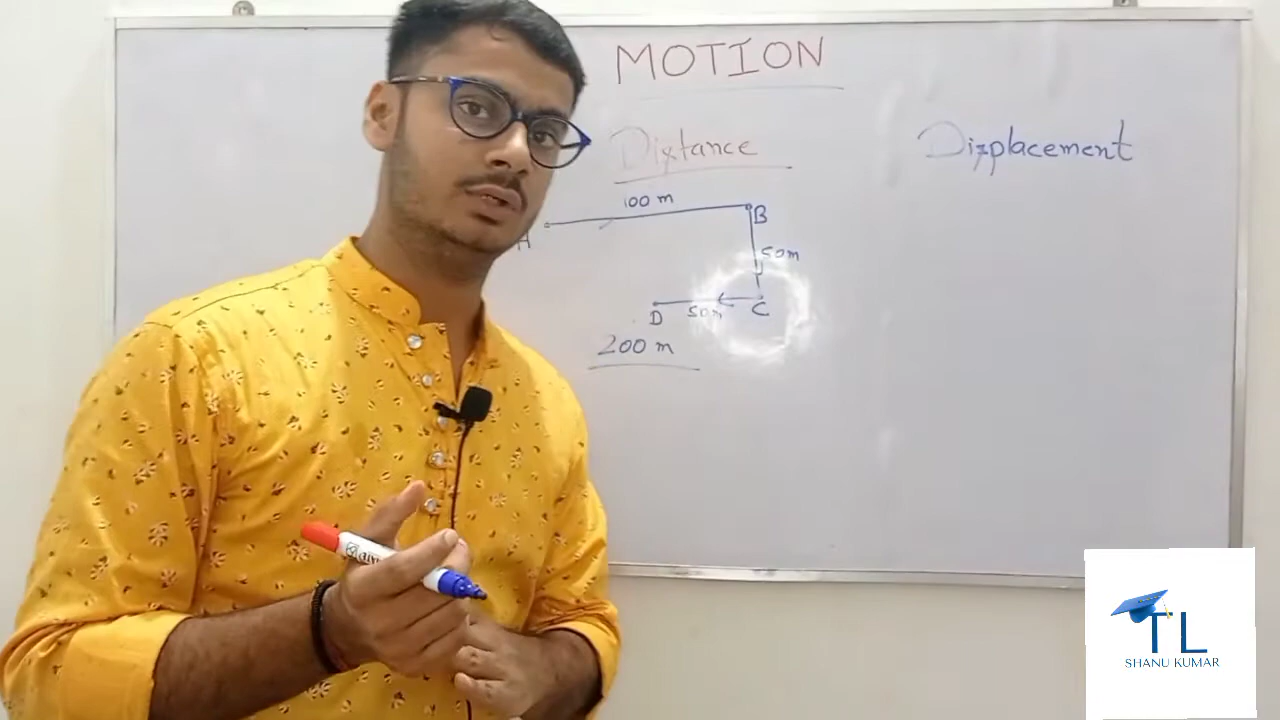 MOTION
Distance
Displacement
100 m
A
B
50m
C
50m
D
200 m
TL
SHANU KUMAR